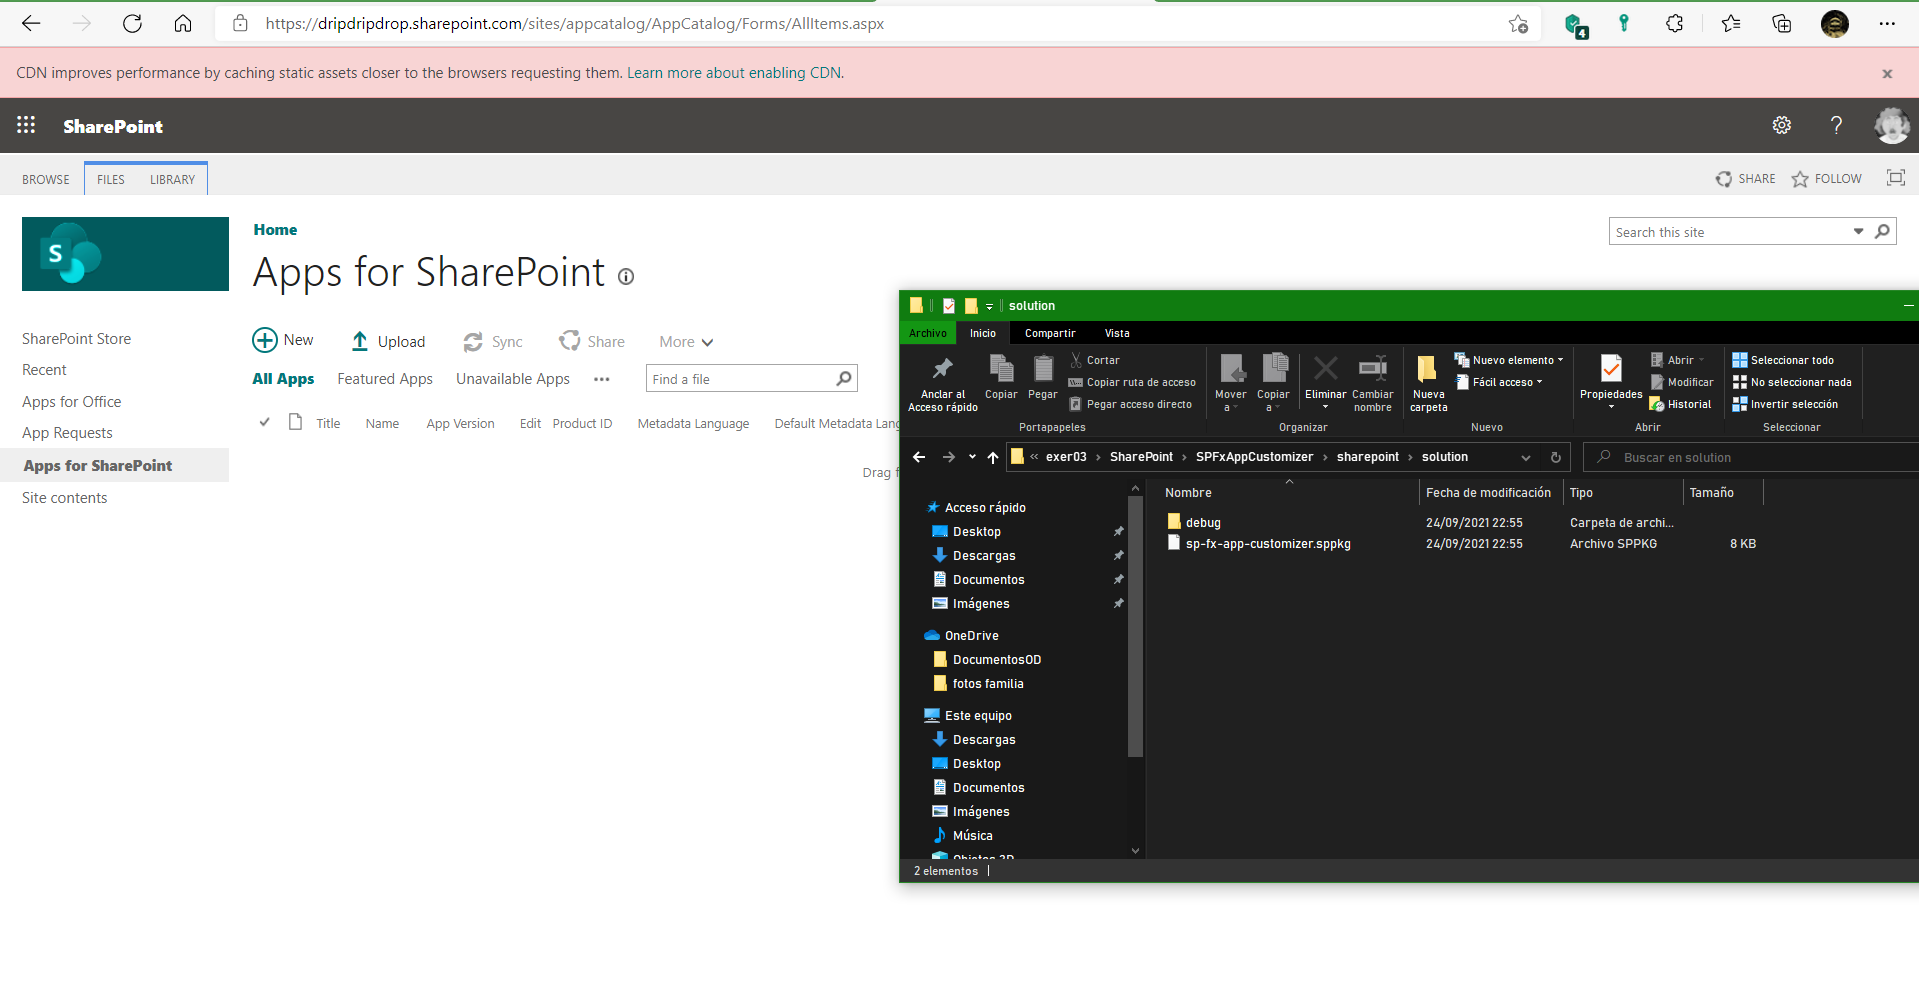 https://dripdripdrop.sharepoint.com/sites/appcatalog/AppCatalog/Forms/AllItems.aspx
4
CDN improves performance by caching static assets closer to the browsers requesting them. Learn more about enabling CDN.
SharePoint
BROWSE FILES LIBRARY SHARE FOLLOW
S
Home
Search this site
Apps for SharePoint
SharePoint Store
Recent
Apps for Office
App Requests
Apps for SharePoint
Site contents
New Upload Sync Share More
All Apps Featured Apps Unavailable Apps Find a file
Title Name App Version Edit Product ID Metadata Language Default Metadata Lang
Drag
solution
Archivo Inicio Compartir Vista
Anclar al Acceso rápido
Copiar
Pegar
Cortar
Copiar ruta de acceso
Pegar acceso directo
Portapapeles
Mover a
Copiar a
Eliminar
Cambiar nombre
Organizar
Nueva carpeta
Nuevo elemento
Fácil acceso
Nuevo
Propiedades
Abrir
Modificar
Historial
Abrir
Seleccionar todo
No seleccionar nada
Invertir selección
Seleccionar
« exer03 › SharePoint › SPFxAppCustomizer › sharepoint › solution
Buscar en solution
Acceso rápido
Desktop
Descargas
Documentos
Imágenes
OneDrive
DocumentosOD
fotos familia
Este equipo
Descargas
Desktop
Documentos
Imágenes
Música
Objetos 3D
Nombre Fecha de modificación Tipo Tamaño
debug 24/09/2021 22:55 Carpeta de archi...
sp-fx-app-customizer.sppkg 24/09/2021 22:55 Archivo SPPKG 8 KB
2 elementos